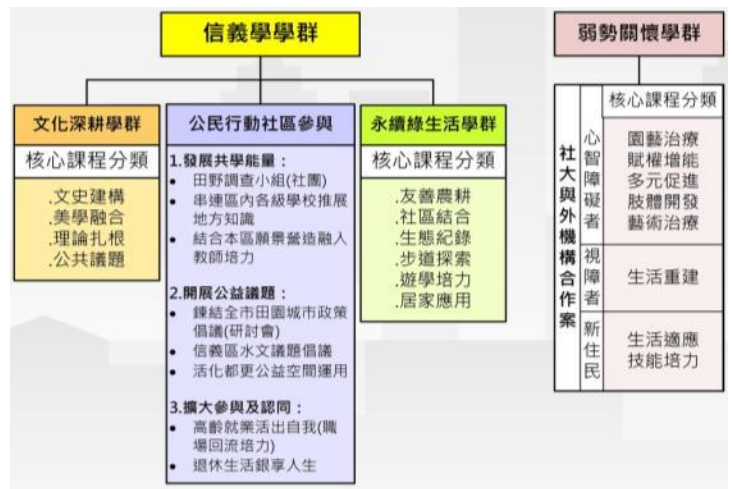 信義學學群
文化深耕學群
核心課程分類
.文史建構
.美學融合
.理論扎根
.公共議題
公民行動社區參與
1.發展共學能量：
• 田野調查小組(社團)
• 串連區內各級學校推展
地方知識
• 結合本區願景營造融入
教師培力
2.開展公益議題：
• 鍊結全市田園城市政策
倡議(研討會)
• 信義區水文議題倡議
• 活化都更公益空間運用
3.擴大參與及認同：
• 高齡就業活出自我(職
場回流培力)
• 退休生活銀享人生
永續綠生活學群
核心課程分類
.友善農耕
.社區結合
.生態紀錄
.步道探索
.遊學培力
.居家應用
弱勢關懷學群
社大與外機構合作案
核心課程分類
心智障礙者
園藝治療
賦權增能
多元促進
肢體開發
藝術治療
視障者
生活重建
新住民
生活適應
技能培力